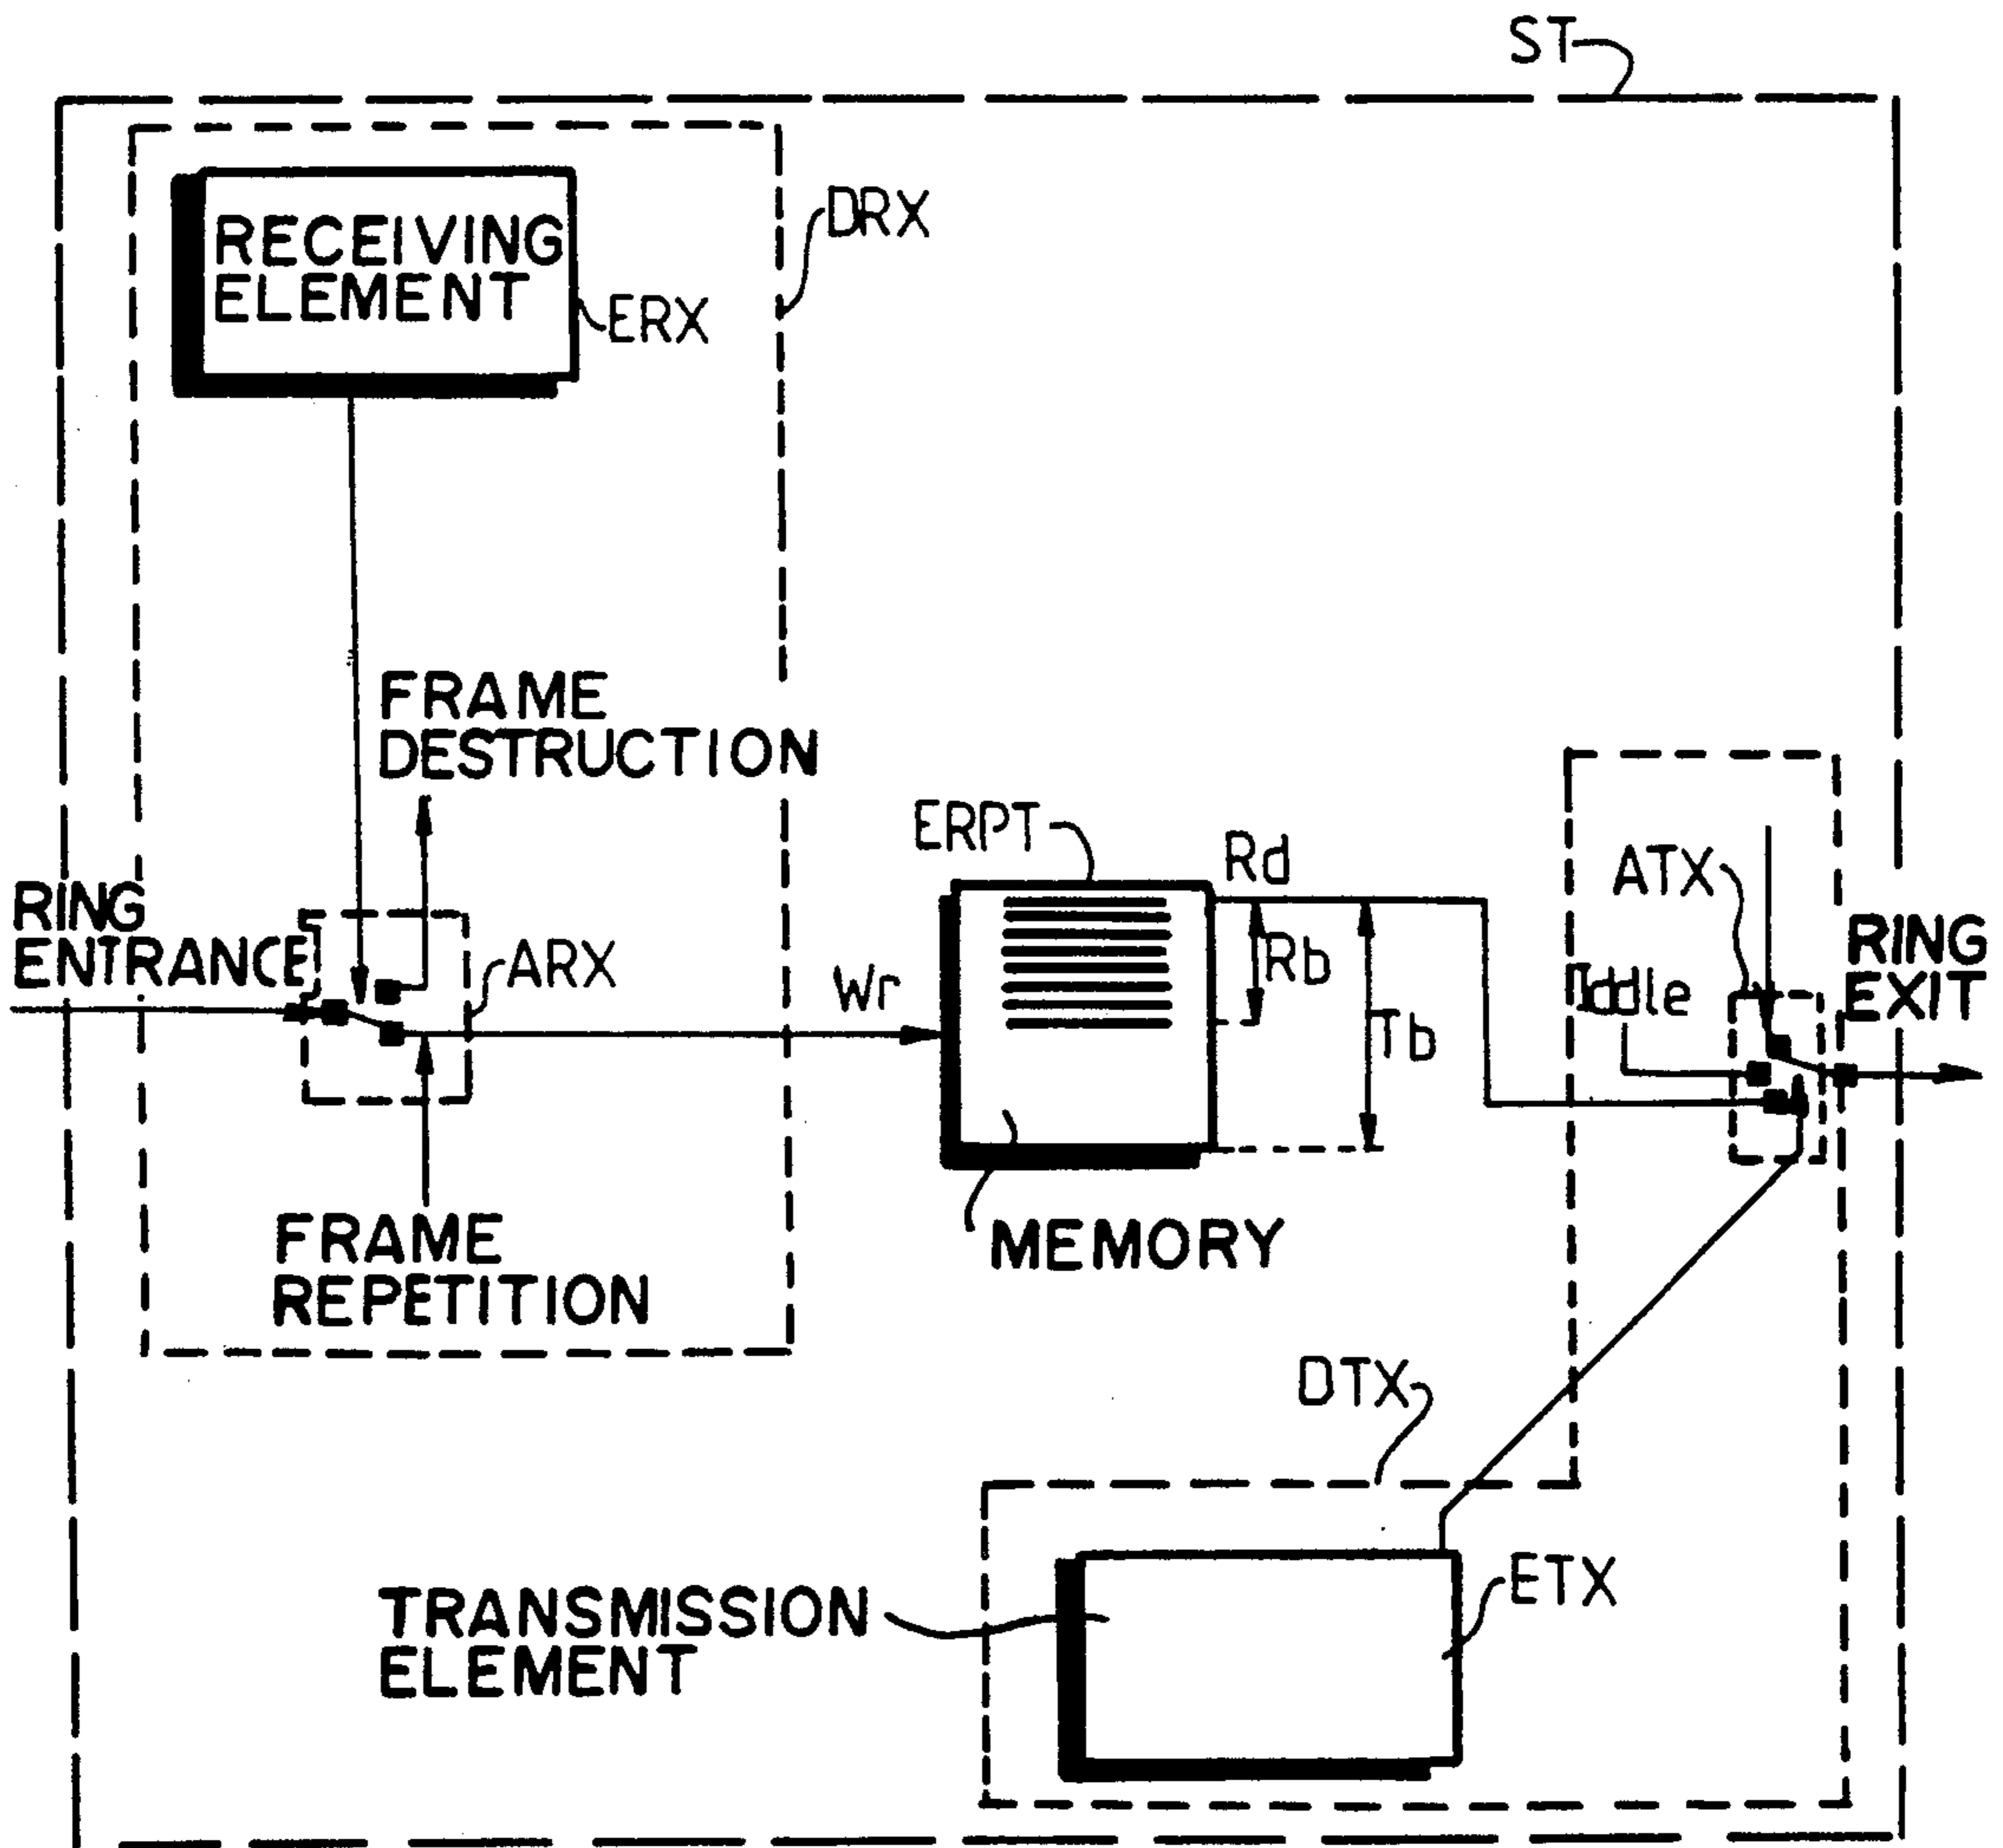 ST
RECEIVING
ELEMENT
DRX
ERX
FRAME
DESTRUCTION
ERPT
Rd
ATX
RING
ENTRANCE
ARX
Wr
Rb
Tb
Iddle
RING
EXIT
FRAME
REPETITION
MEMORY
DTX
ETX
TRANSMISSION
ELEMENT